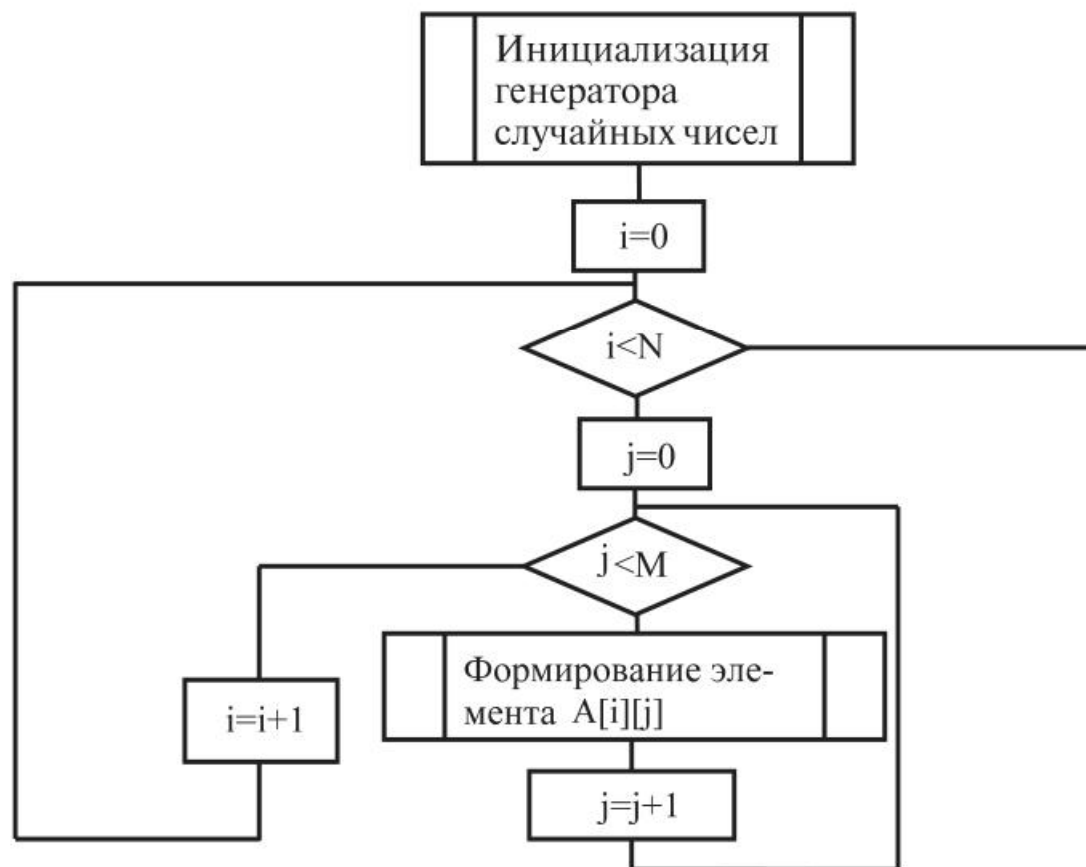 Инициализация
генератора
случайных чисел
i=0
i<N
j=0
j<M
Формирование эле-
мента A[i][j]
i=i+1
j=j+1